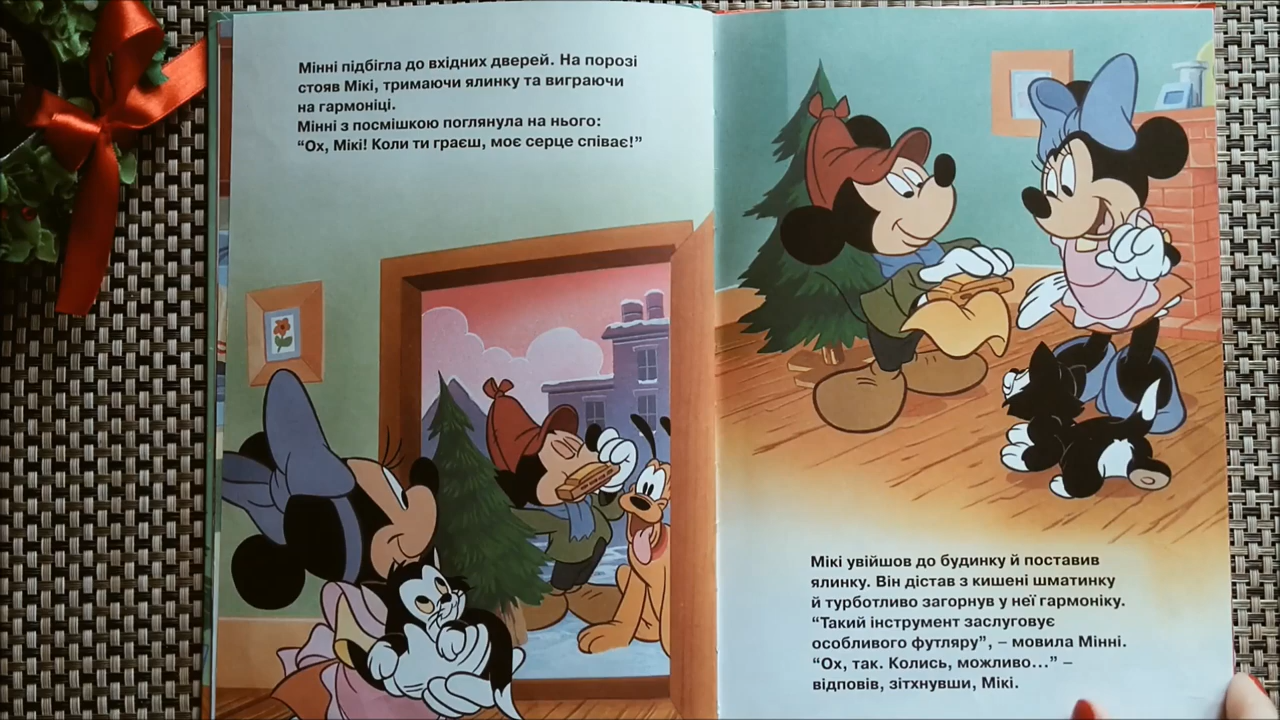 Мінні підбігла до вхідних дверей. На порозі
стояв Мікі, тримаючи ялинку та виграючи
на гармоніці.
Мінні з посмішкою поглянула на нього:
“Ох, Мікі! Коли ти граєш, моє серце співає!”
Мікі увійшов до будинку й поставив
ялинку. Він дістав з кишені шматинку
й турботливо загорнув у неї гармоніку.
“Такий інструмент заслуговує
особливого футляру”, – мовила Мінні.
“Ох, так. Колись, можливо...” –
відповів, зітхнувши, Мікі.